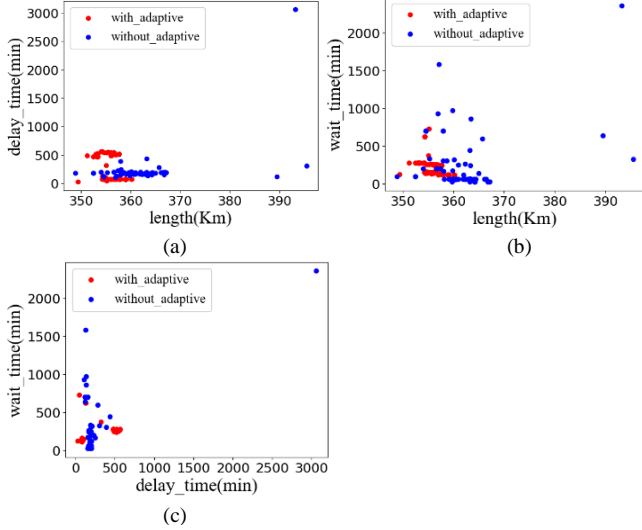 3000
2500
2000
1500
1000
500
0
delay_time(min)
with_adaptive
without_adaptive
350 360 370 380 390
length(Km)
(a)
2000
1500
1000
500
0
wait_time(min)
with_adaptive
without_adaptive
350 360 370 380 390
length(Km)
(b)
2000
1500
1000
500
0
wait_time(min)
with_adaptive
without_adaptive
0 500 1000 1500 2000 2500 3000
delay_time(min)
(c)